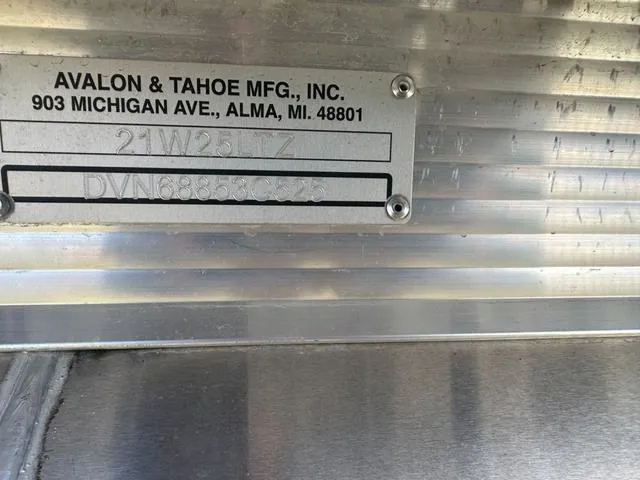 AVALON & TAHOE MFG., INC.
903 MICHIGAN AVE., ALMA, MI. 48801
21W25LTZ
DVN68853C525